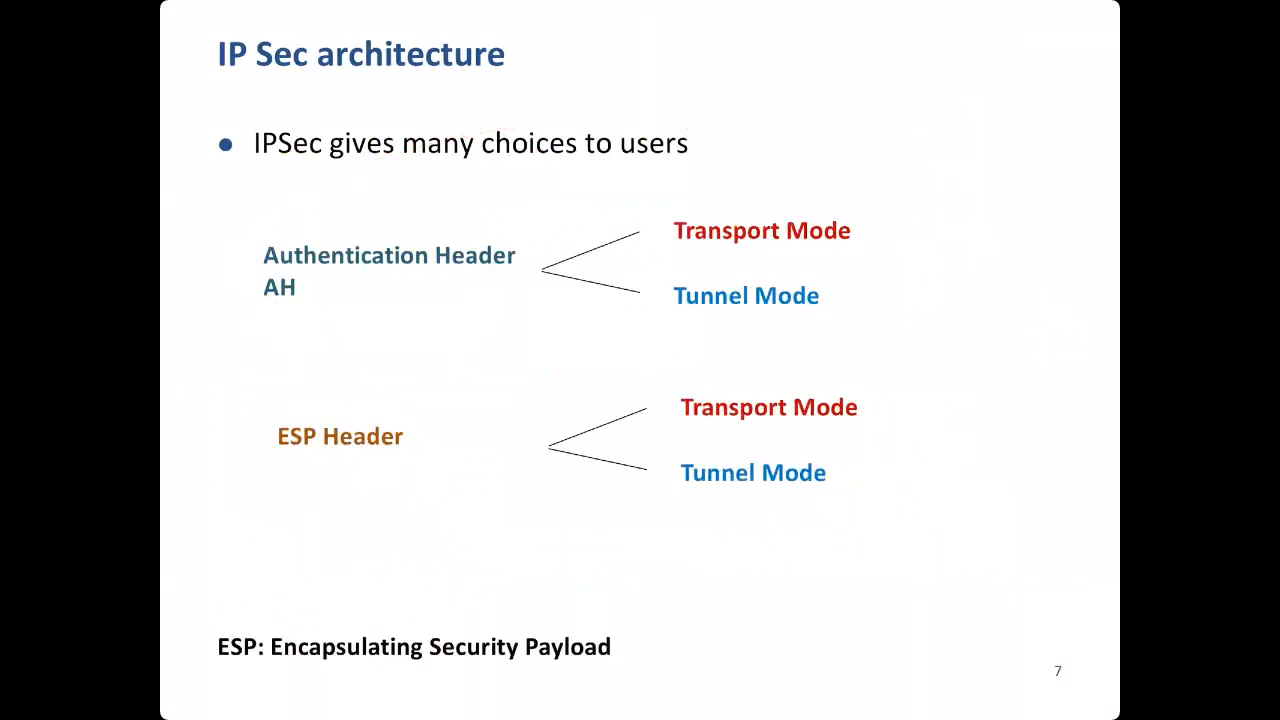 IP Sec architecture
● IPSec gives many choices to users
Transport Mode
Authentication Header
AH
Tunnel Mode
Transport Mode
ESP Header
Tunnel Mode
ESP: Encapsulating Security Payload
7